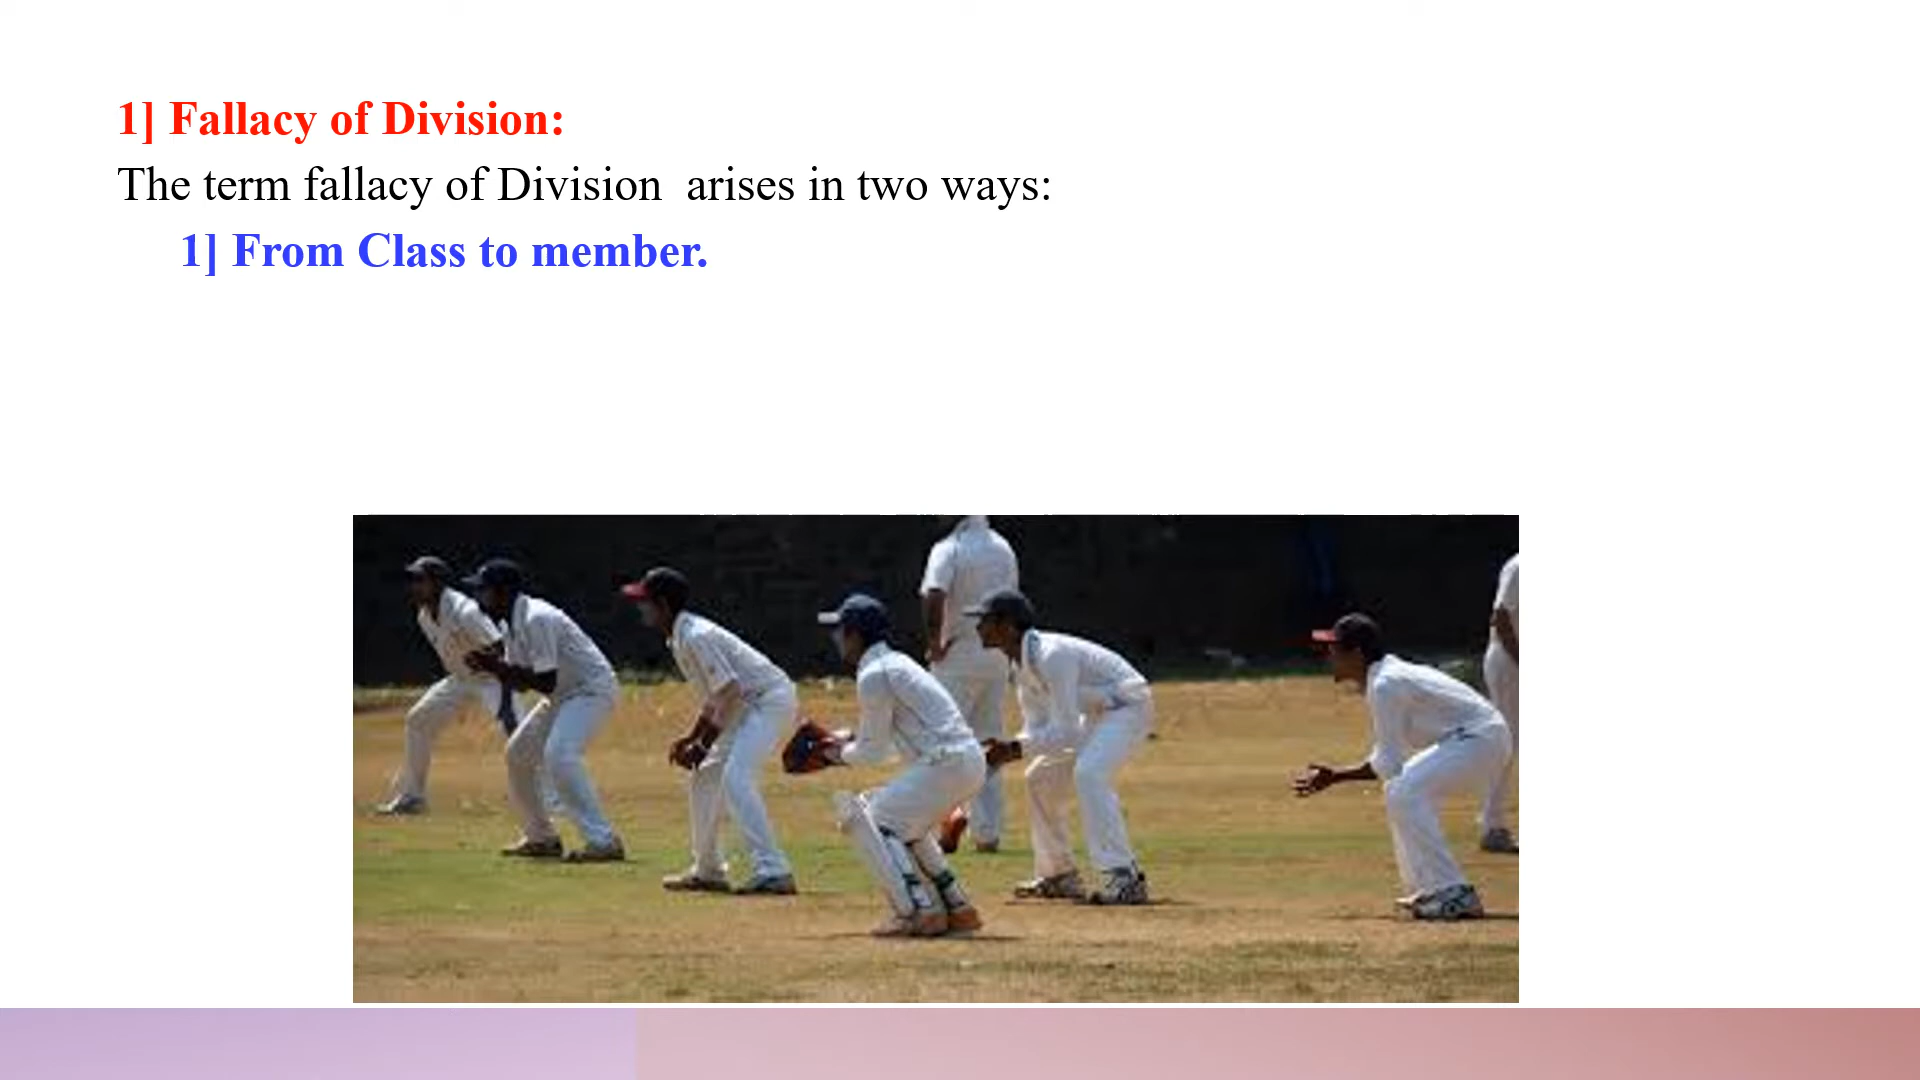 1] Fallacy of Division:
The term fallacy of Division  arises in two ways:
1] From Class to member.